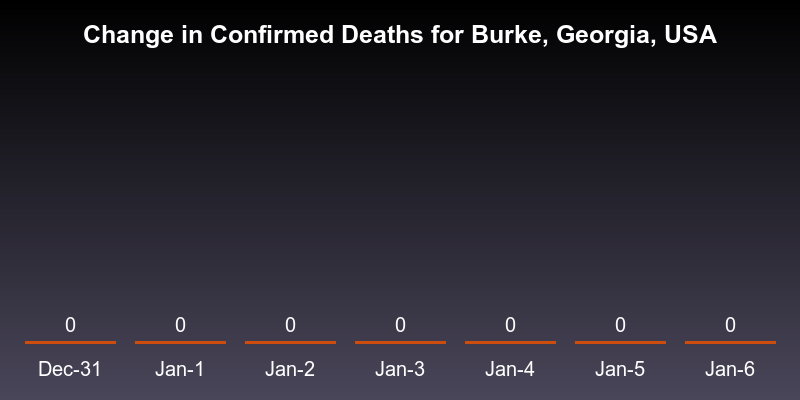 Change in Confirmed Deaths for Burke, Georgia, USA
0 0 0 0 0 0 0
Dec-31 Jan-1 Jan-2 Jan-3 Jan-4 Jan-5 Jan-6